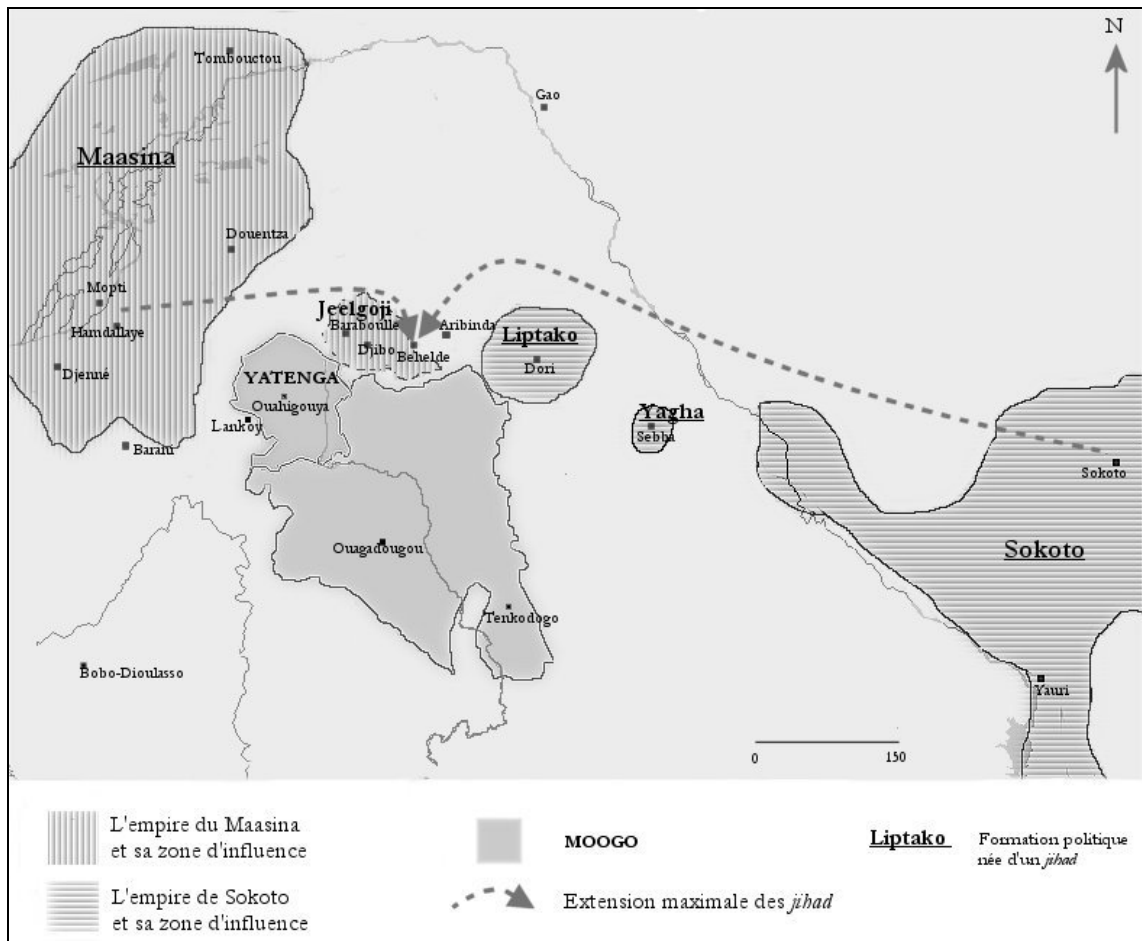 N
Tombouctou
Gao
Maasina
Douentza
Mopti
Hamdallaye
Jeelgoji
Baraboulle
Aribinda
Djibo
Behelde
Liptako
Dori
Djenné
YATENGA
Ouahigouya
Lankoy
Yagha
Sebba
Barani
Sokoto
Ouagadougou
Sokoto
Tenkodogo
Bobo-Dioulasso
Yauri
0
150
L'empire du Maasina
et sa zone d'influence
MOOGO
Liptako
Formation politique
née d'un jihad
L'empire de Sokoto
et sa zone d'influence
Extension maximale des jihad